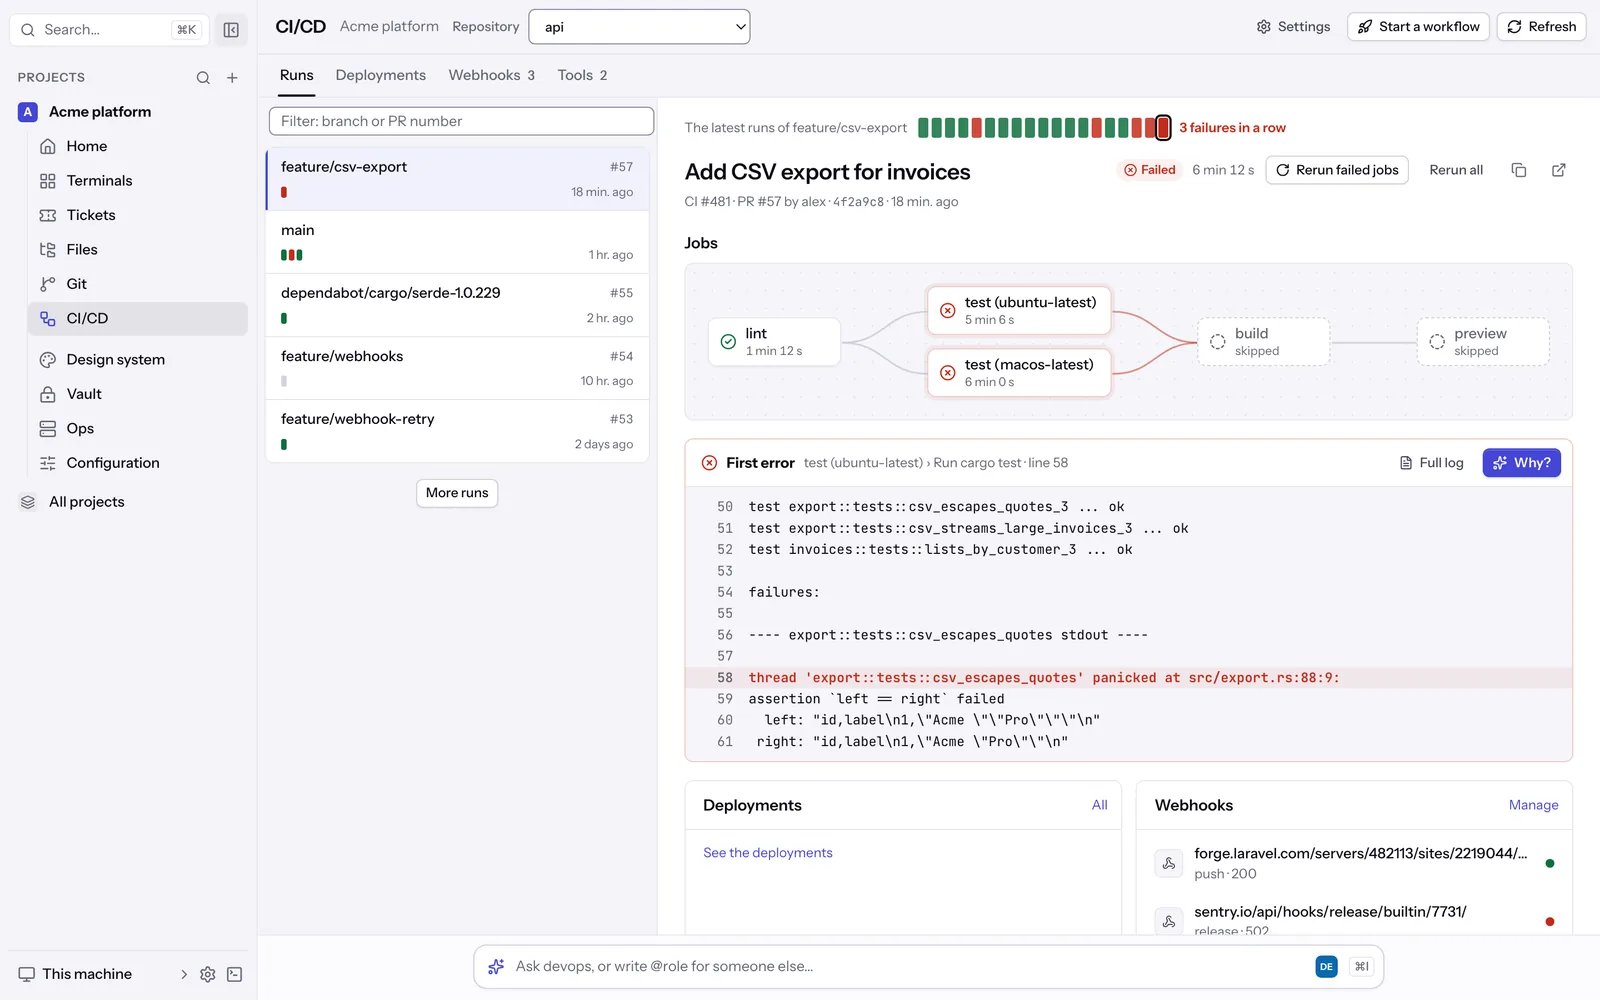 Search...
⌘K
CI/CD
Acme platform
Repository
api
Settings
Start a workflow
Refresh
PROJECTS
A
Acme platform
Home
Terminals
Tickets
Files
Git
CI/CD
Design system
Vault
Ops
Configuration
All projects
This machine
Runs
Deployments
Webhooks 3
Tools 2
Filter: branch or PR number
feature/csv-export
#57
18 min. ago
main
1 hr. ago
dependabot/cargo/serde-1.0.229
#55
2 hr. ago
feature/webhooks
#54
10 hr. ago
feature/webhook-retry
#53
2 days ago
More runs
The latest runs of feature/csv-export
3 failures in a row
Add CSV export for invoices
Failed
6 min 12 s
Rerun failed jobs
Rerun all
CI #481 · PR #57 by alex · 4f2a9c8 · 18 min. ago
Jobs
lint
1 min 12 s
test (ubuntu-latest)
5 min 6 s
test (macos-latest)
6 min 0 s
build
skipped
preview
skipped
First error
test (ubuntu-latest) › Run cargo test · line 58
Full log
Why?
50 test export::tests::csv_escapes_quotes_3 ... ok
51 test export::tests::csv_streams_large_invoices_3 ... ok
52 test invoices::tests::lists_by_customer_3 ... ok
53
54 failures:
55
56 ---- export::tests::csv_escapes_quotes stdout ----
57
58 thread 'export::tests::csv_escapes_quotes' panicked at src/export.rs:88:9:
59 assertion `left == right` failed
60 left: "id,label\n1,\"Acme \"\"Pro\"\"\"\n"
61 right: "id,label\n1,\"Acme \"Pro\"\"\n"
Deployments
All
See the deployments
Webhooks
Manage
forge.laravel.com/servers/482113/sites/2219044/...
push · 200
sentry.io/api/hooks/release/builtin/7731/
release · 502
Ask devops, or write @role for someone else...
DE
⌘I